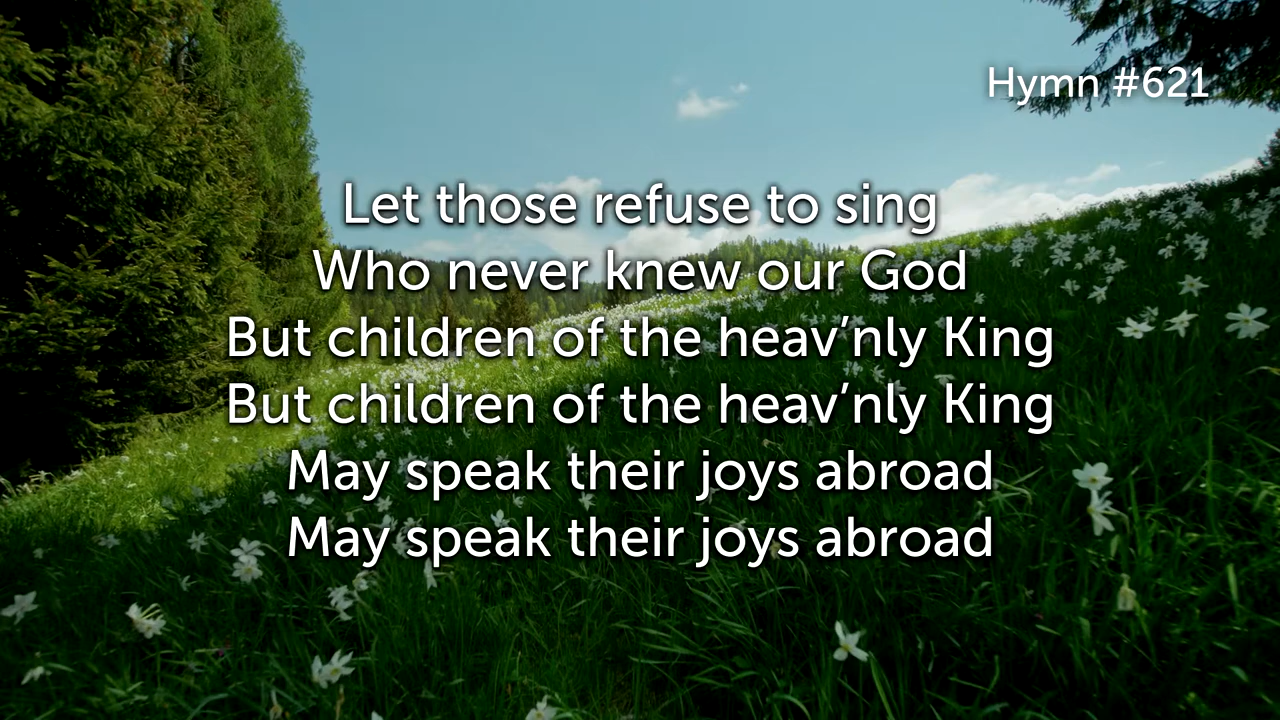 Hymn #621
Let those refuse to sing
Who never knew our God
But children of the heav’nly King
But children of the heav’nly King
May speak their joys abroad
May speak their joys abroad